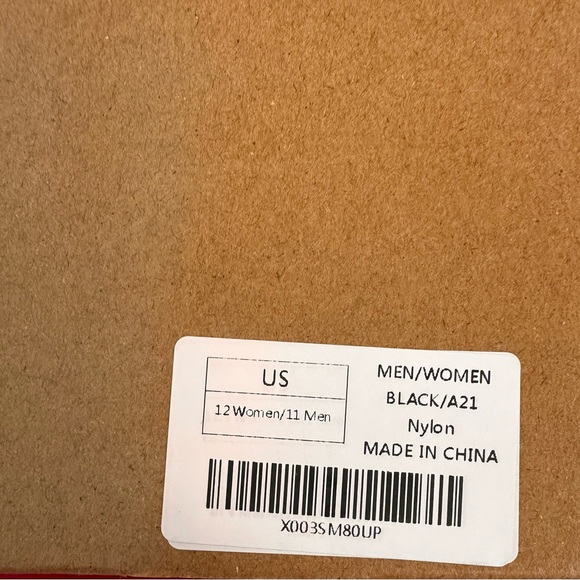 US
12 Women/11 Men
MEN/WOMEN
BLACK/A21
Nylon
MADE IN CHINA
X003SM80UP